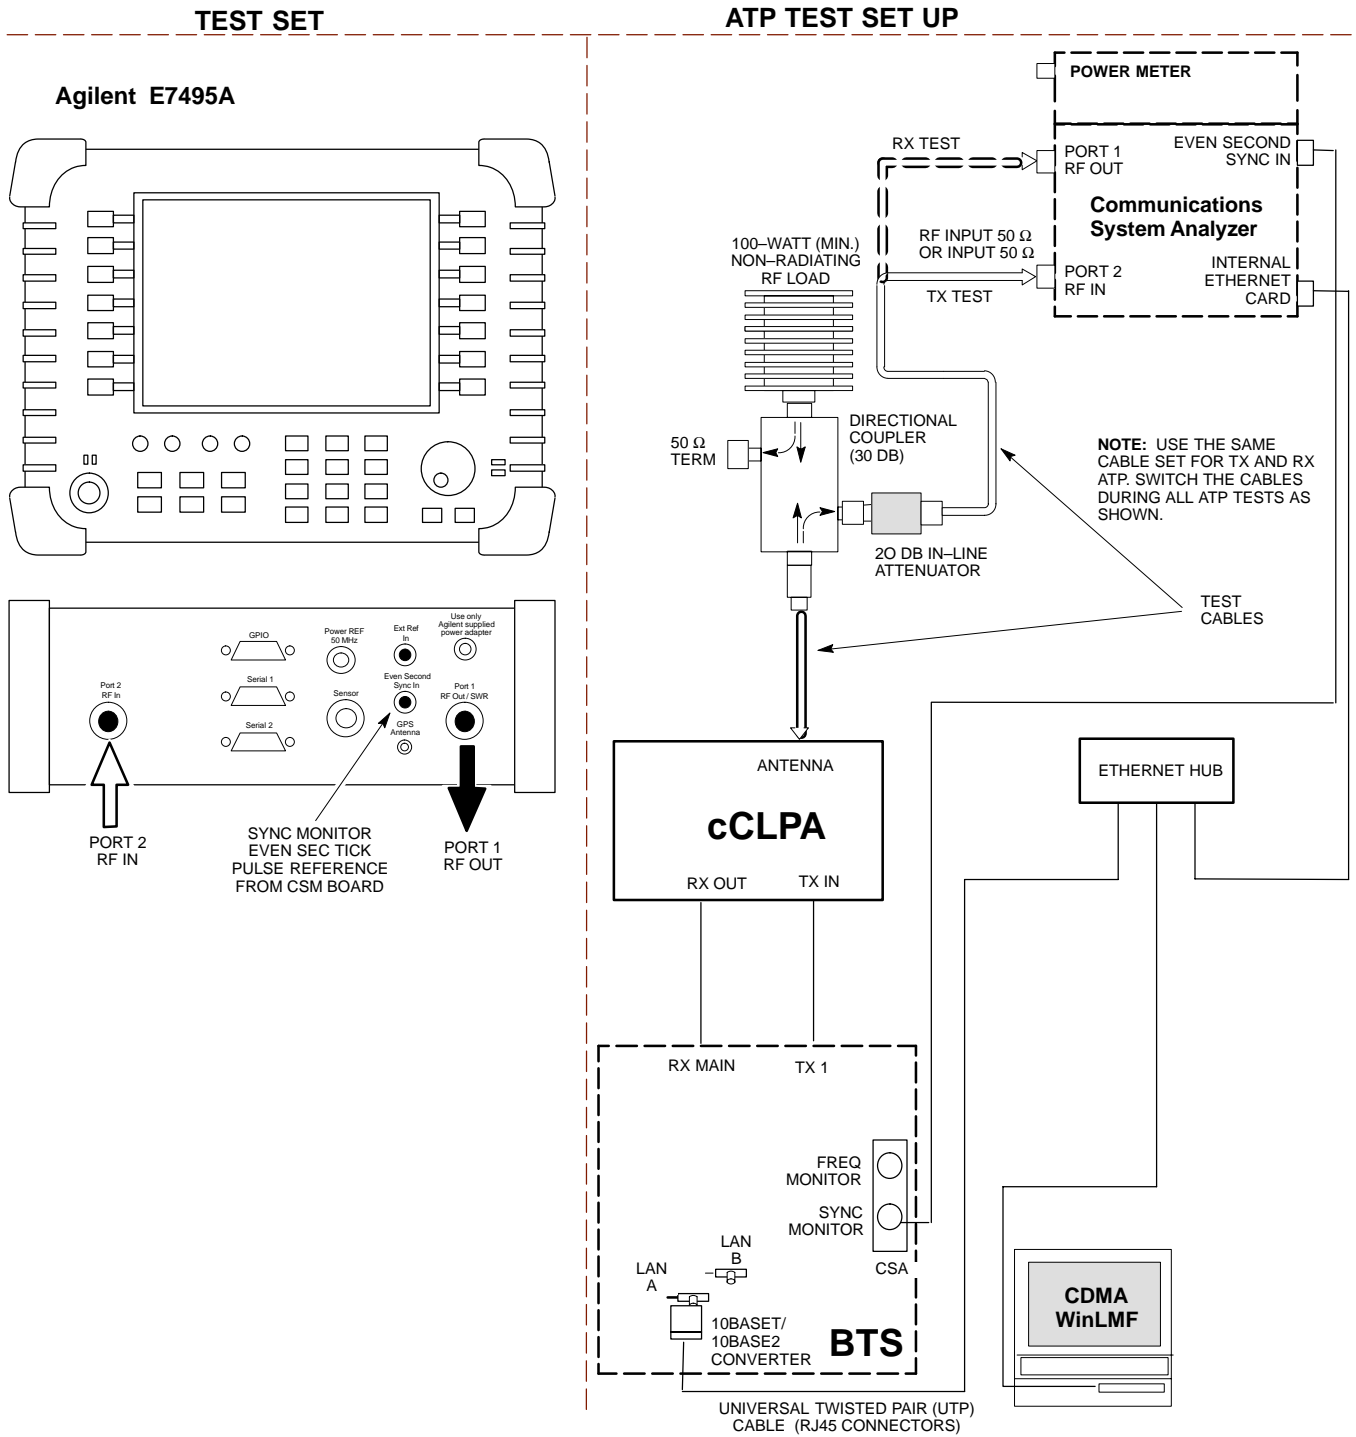 TEST SET
ATP TEST SET UP
Agilent E7495A
GPIO
Serial 1
Serial 2
Power REF
50 MHz
Sensor
Ext Ref
In
Even Second
Sync In
GPS
Antenna
Use only
Agilent supplied
power adapter
Port 1
RF Out / SWR
Port 2
RF In
PORT 2
RF IN
SYNC MONITOR
EVEN SEC TICK
PULSE REFERENCE
FROM CSM BOARD
PORT 1
RF OUT
POWER METER
RX TEST
PORT 1
RF OUT
EVEN SECOND
SYNC IN
Communications
System Analyzer
RF INPUT 50 Ω
OR INPUT 50 Ω
TX TEST
PORT 2
RF IN
INTERNAL
ETHERNET
CARD
100–WATT (MIN.)
NON–RADIATING
RF LOAD
50 Ω
TERM
DIRECTIONAL
COUPLER
(30 DB)
NOTE: USE THE SAME
CABLE SET FOR TX AND RX
ATP. SWITCH THE CABLES
DURING ALL ATP TESTS AS
SHOWN.
2O DB IN–LINE
ATTENUATOR
TEST
CABLES
ANTENNA
cCLPA
RX OUT
TX IN
ETHERNET HUB
RX MAIN
TX 1
FREQ
MONITOR
SYNC
MONITOR
CSA
LAN
B
LAN
A
10BASET/
10BASE2
CONVERTER
BTS
CDMA
WinLMF
UNIVERSAL TWISTED PAIR (UTP)
CABLE (RJ45 CONNECTORS)